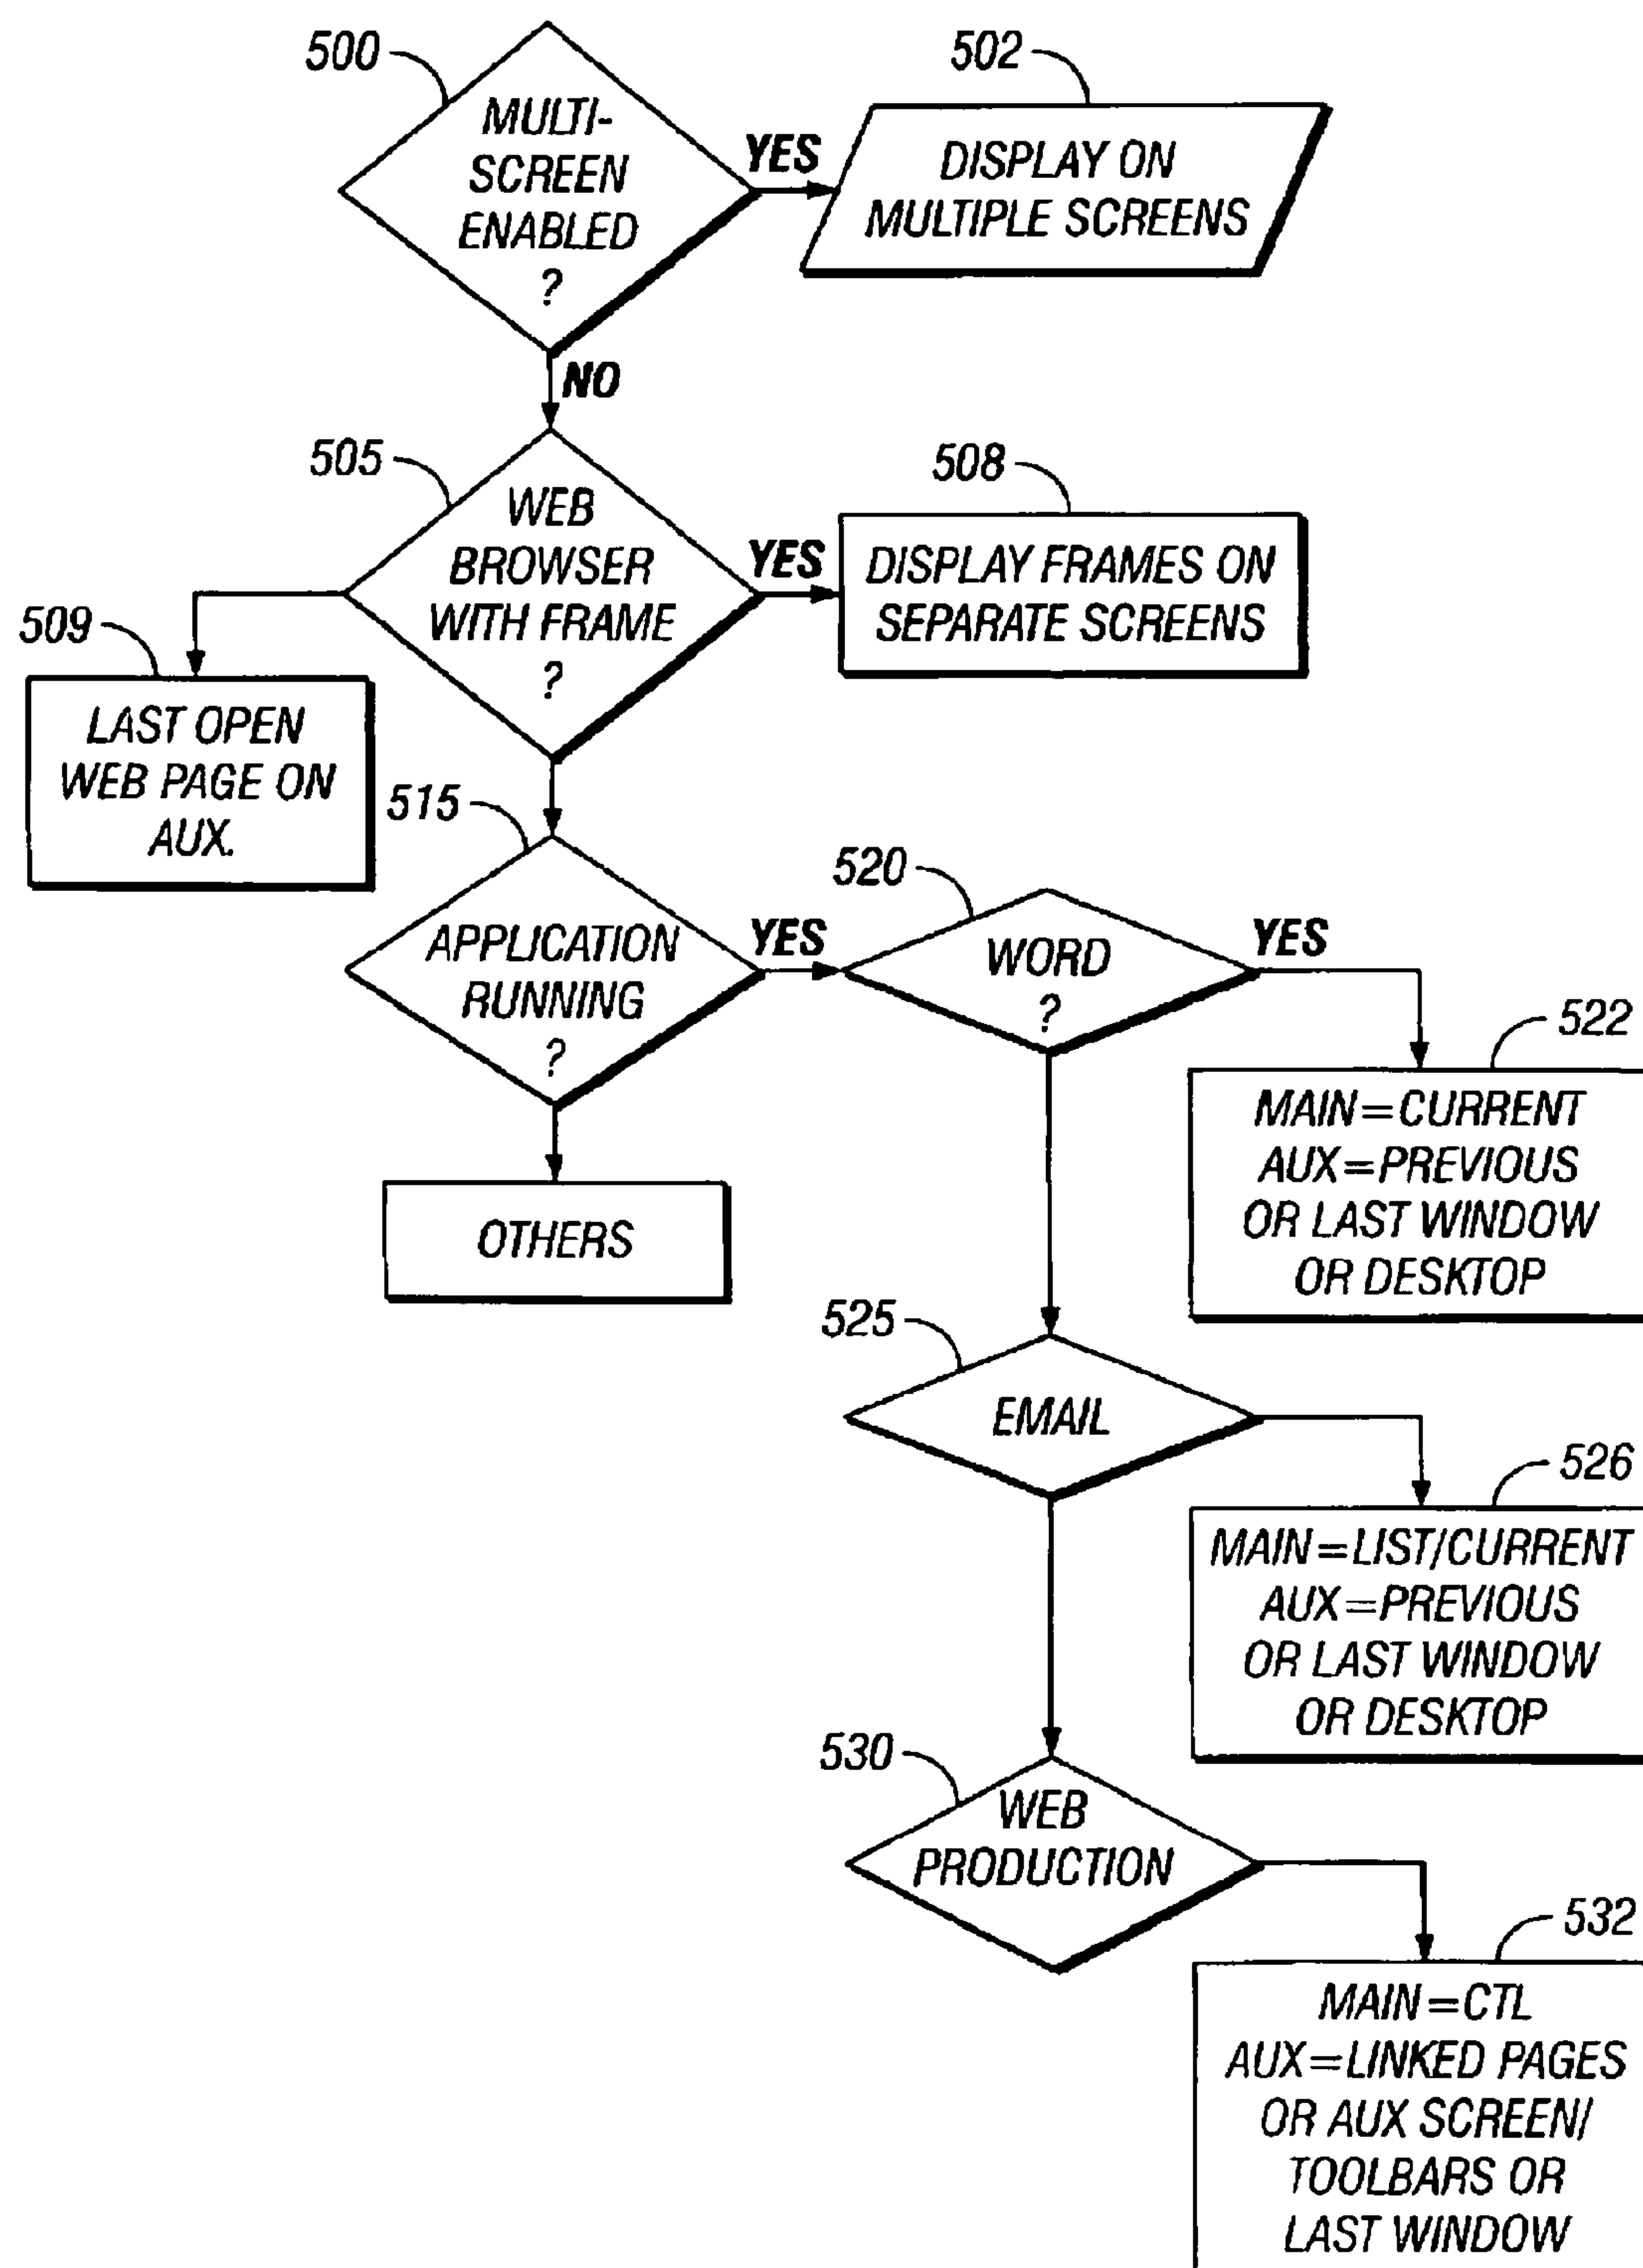 500
MULTI-
SCREEN
ENABLED
?
YES
502
DISPLAY ON
MULTIPLE SCREENS
NO
505
WEB
BROWSER
WITH FRAME
?
YES
508
DISPLAY FRAMES ON
SEPARATE SCREENS
509
LAST OPEN
WEB PAGE ON
AUX.
515
APPLICATION
RUNNING
?
YES
OTHERS
520
WORD
?
YES
522
MAIN=CURRENT
AUX=PREVIOUS
OR LAST WINDOW
OR DESKTOP
525
EMAIL
526
MAIN=LIST/CURRENT
AUX=PREVIOUS
OR LAST WINDOW
OR DESKTOP
530
WEB
PRODUCTION
532
MAIN=CTL
AUX=LINKED PAGES
OR AUX SCREEN/
TOOLBARS OR
LAST WINDOW